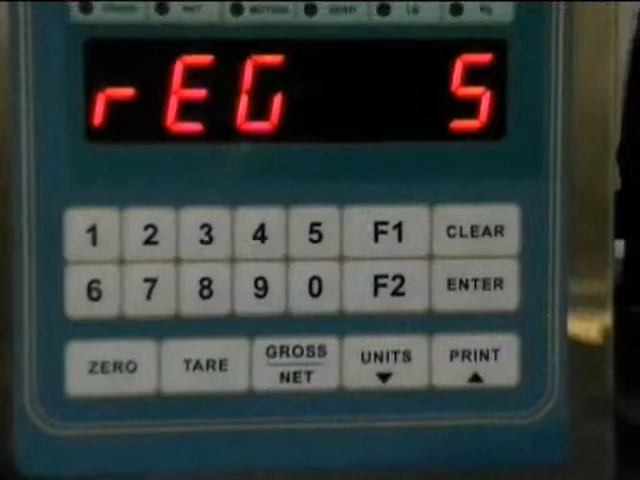 rEG 5
1 2 3 4 5 F1 CLEAR
6 7 8 9 0 F2 ENTER
ZERO TARE GROSS NET UNITS PRINT